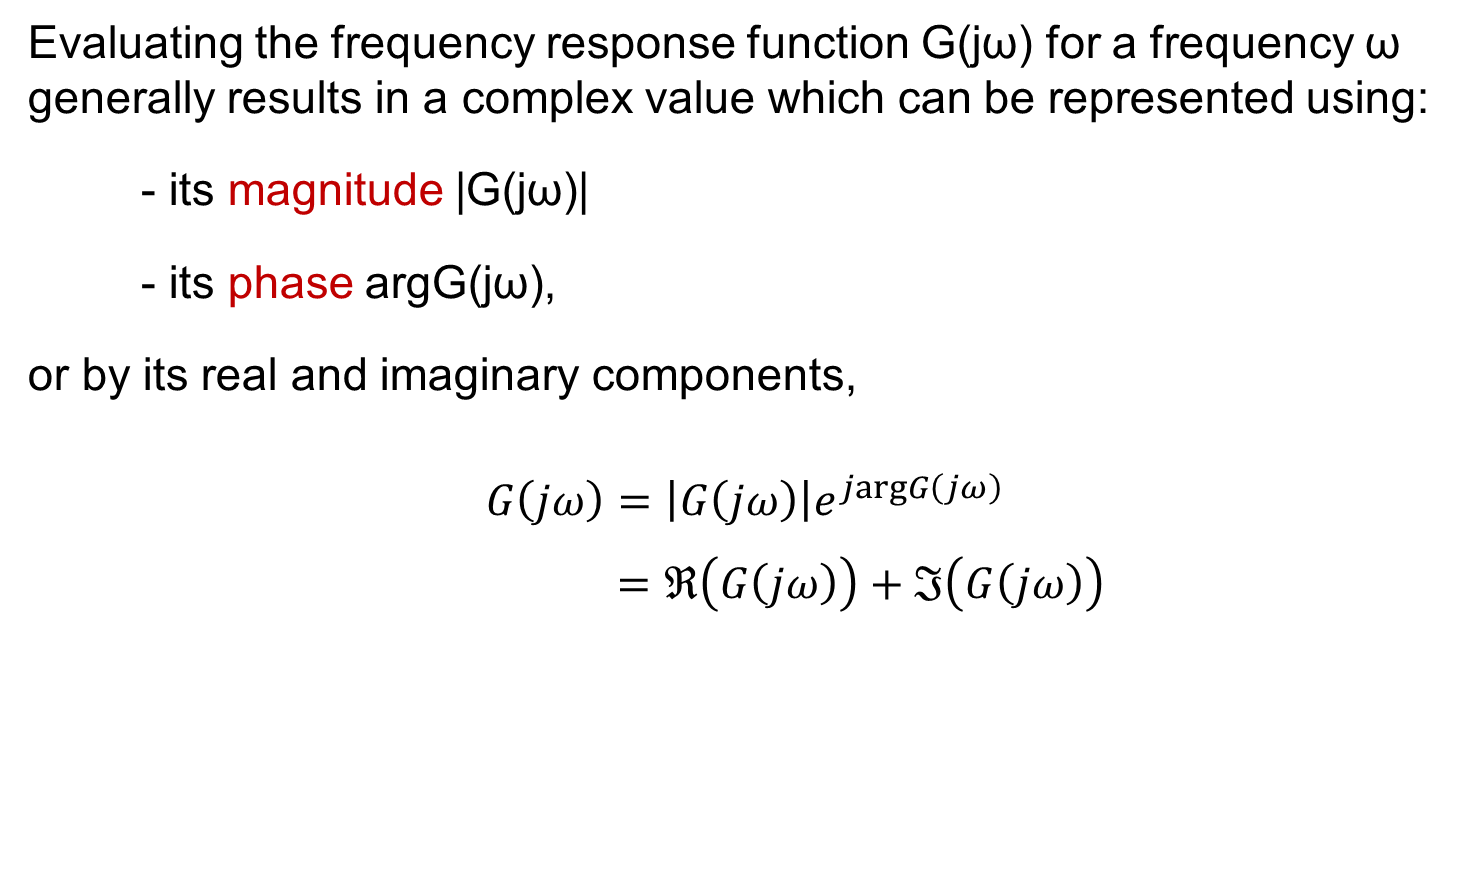 Evaluating the frequency response function G(jω) for a frequency ω
generally results in a complex value which can be represented using:
- its magnitude |G(jω)|
- its phase argG(jω),
or by its real and imaginary components,
G(jω) = |G(jω)|e^{jargG(jω)}
= ℜ(G(jω)) + ℑ(G(jω))